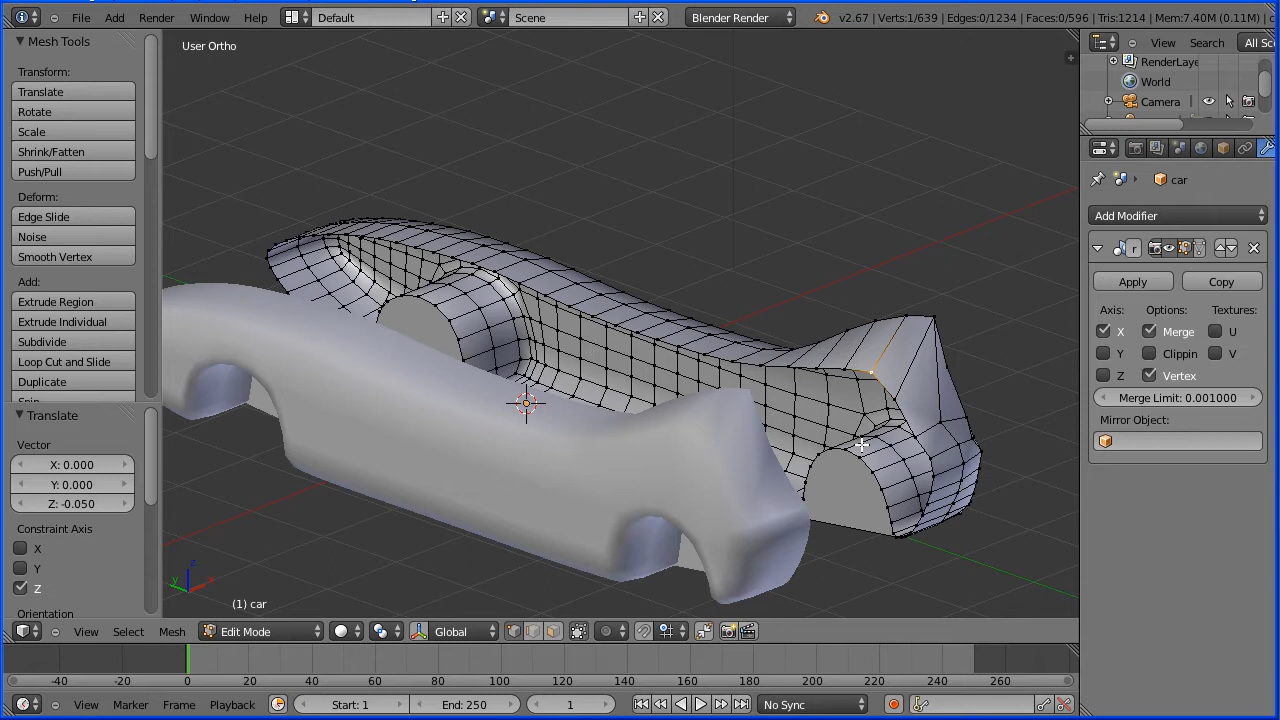 File Add Render Window Help Default Scene Blender Render v2.67 | Verts:1/639 | Edges:0/1234 | Faces:0/596 | Tris:1214 | Mem:7.40M (0.11M) | c
Mesh Tools
User Ortho
View Search All Sc
Transform:
Translate
Rotate
Scale
Shrink/Fatten
Push/Pull
RenderLaye
World
Camera
Deform:
Edge Slide
Noise
Smooth Vertex
car
Add Modifier
r
Apply Copy
Add:
Extrude Region
Extrude Individual
Subdivide
Loop Cut and Slide
Duplicate
Axis: Options: Textures:
X Merge U
Y Clippin V
Z Vertex
Merge Limit: 0.001000
Mirror Object:
Translate
Vector
X: 0.000
Y: 0.000
Z: -0.050
Constraint Axis
X
Y
Z
Orientation
z
y x
(1) car
View Select Mesh Edit Mode Global
-40 -20 0 20 40 60 80 100 120 140 160 180 200 220 240 260
View Marker Frame Playback Start: 1 End: 250 1 No Sync